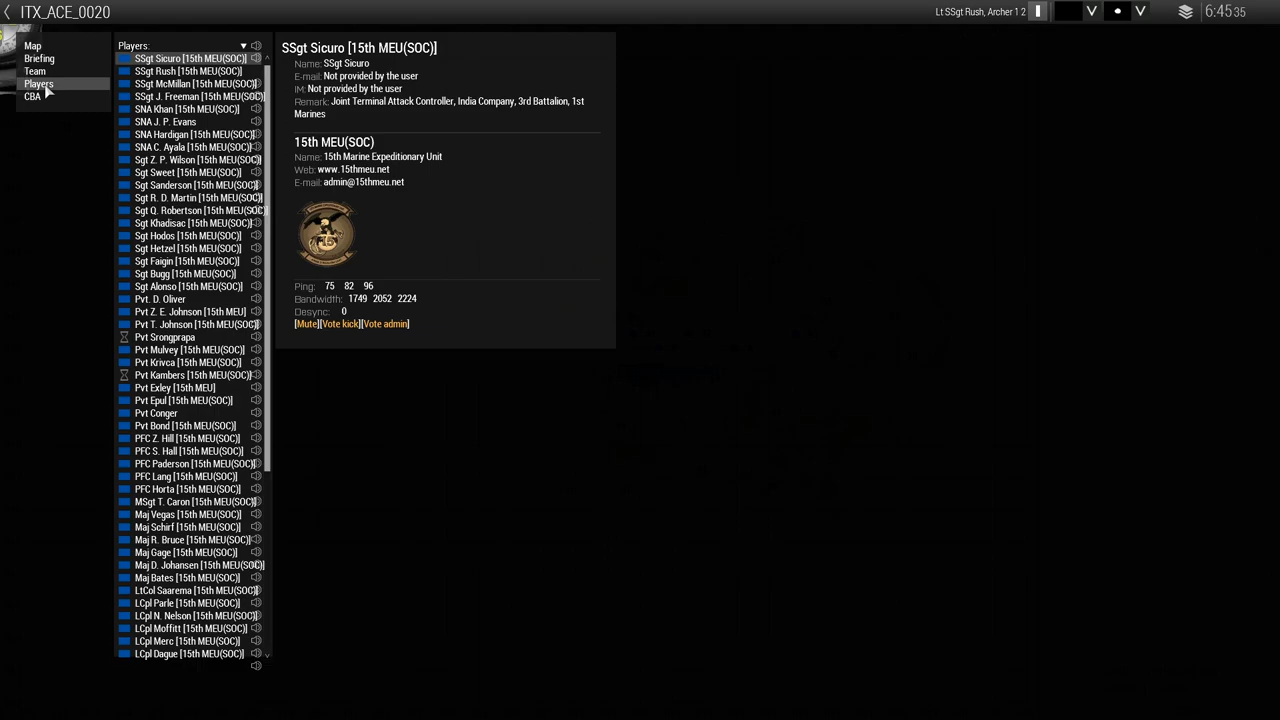 ITX_ACE_0020
Lt SSgt Rush, Archer 1 2
6:45 35
Map
Briefing
Team
Players
CBA
Players:
SSgt Sicuro [15th MEU(SOC)]
SSgt Rush [15th MEU(SOC)]
SSgt McMillan [15th MEU(SOC)]
SSgt J. Freeman [15th MEU(SOC)]
SNA Khan [15th MEU(SOC)]
SNA J. P. Evans
SNA Hardigan [15th MEU(SOC)]
SNA C. Ayala [15th MEU(SOC)]
Sgt Z. P. Wilson [15th MEU(SOC)]
Sgt Sweet [15th MEU(SOC)]
Sgt Sanderson [15th MEU(SOC)]
Sgt R. D. Martin [15th MEU(SOC)]
Sgt Q. Robertson [15th MEU(SOC)]
Sgt Khadisac [15th MEU(SOC)]
Sgt Hodos [15th MEU(SOC)]
Sgt Hetzel [15th MEU(SOC)]
Sgt Faigin [15th MEU(SOC)]
Sgt Bugg [15th MEU(SOC)]
Sgt Alonso [15th MEU(SOC)]
Pvt. D. Oliver
Pvt Z. E. Johnson [15th MEU]
Pvt T. Johnson [15th MEU(SOC)]
Pvt Srongprapa
Pvt Mulvey [15th MEU(SOC)]
Pvt Krivca [15th MEU(SOC)]
Pvt Kambers [15th MEU(SOC)]
Pvt Exley [15th MEU]
Pvt Epul [15th MEU(SOC)]
Pvt Conger
Pvt Bond [15th MEU(SOC)]
PFC Z. Hill [15th MEU(SOC)]
PFC S. Hall [15th MEU(SOC)]
PFC Paderson [15th MEU(SOC)]
PFC Lang [15th MEU(SOC)]
PFC Horta [15th MEU(SOC)]
MSgt T. Caron [15th MEU(SOC)]
Maj Vegas [15th MEU(SOC)]
Maj Schirf [15th MEU(SOC)]
Maj R. Bruce [15th MEU(SOC)]
Maj Gage [15th MEU(SOC)]
Maj D. Johansen [15th MEU(SOC)]
Maj Bates [15th MEU(SOC)]
LtCol Saarema [15th MEU(SOC)]
LCpl Parle [15th MEU(SOC)]
LCpl N. Nelson [15th MEU(SOC)]
LCpl Moffitt [15th MEU(SOC)]
LCpl Merc [15th MEU(SOC)]
LCpl Dague [15th MEU(SOC)]
SSgt Sicuro [15th MEU(SOC)]
Name: SSgt Sicuro
E-mail: Not provided by the user
IM: Not provided by the user
Remark: Joint Terminal Attack Controller, India Company, 3rd Battalion, 1st
Marines
15th MEU(SOC)
Name: 15th Marine Expeditionary Unit
Web: www.15thmeu.net
E-mail: admin@15thmeu.net
Ping: 75 82 96
Bandwidth: 1749 2052 2224
Desync: 0
[Mute][Vote kick][Vote admin]